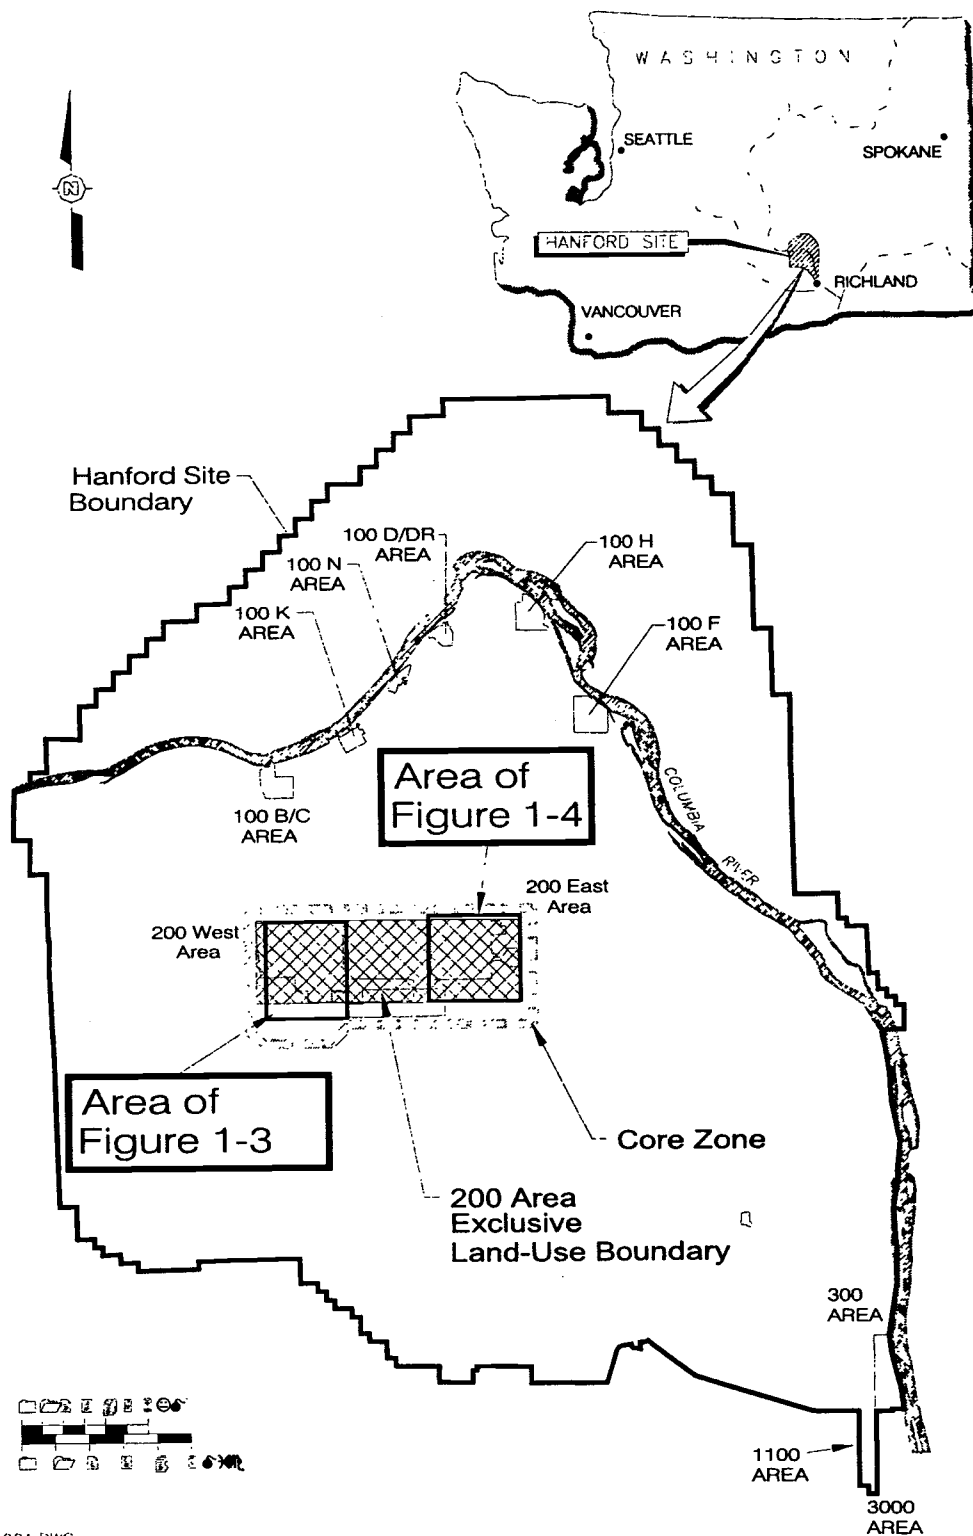 WASHINGTON
SEATTLE
SPOKANE
HANFORD SITE
RICHLAND
VANCOUVER
N
Hanford Site
Boundary
100 D/DR
AREA
100 N
AREA
100 K
AREA
100 H
AREA
100 F
AREA
100 B/C
AREA
Area of
Figure 1-4
COLUMBIA
RIVER
200 East
Area
200 West
Area
Area of
Figure 1-3
Core Zone
200 Area
Exclusive
Land-Use Boundary
300
AREA
1100
AREA
3000
AREA